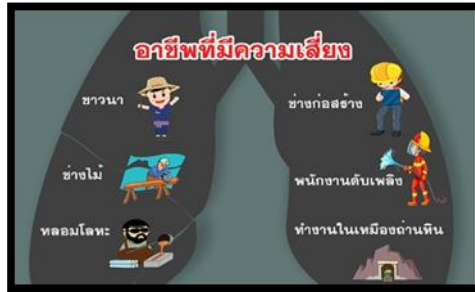 อาชีพที่มีความเสี่ยง
ชาวนา
ช่างไม้
หลอมโลหะ
ช่างก่อสร้าง
พนักงานดับเพลิง
ทำงานในเหมืองถ่านหิน